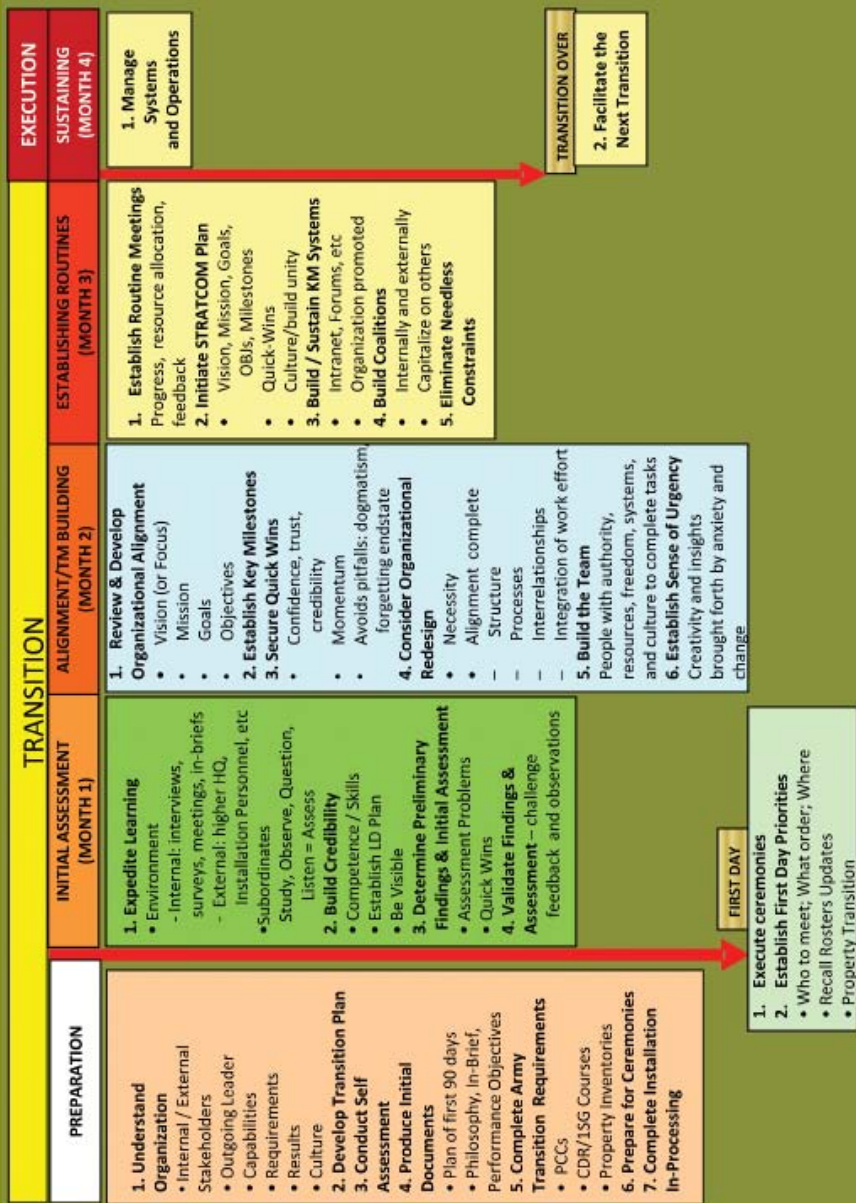 TRANSITION
EXECUTION
PREPARATION
INITIAL ASSESSMENT
(MONTH 1)
ALIGNMENT/TM BUILDING
(MONTH 2)
ESTABLISHING ROUTINES
(MONTH 3)
SUSTAINING
(MONTH 4)
1. Understand
Organization
• Internal / External
Stakeholders
• Outgoing Leader
• Capabilities
• Requirements
• Results
• Culture
2. Develop Transition Plan
3. Conduct Self
Assessment
4. Produce Initial
Documents
• Plan of first 90 days
• Philosophy, In-Brief,
Performance Objectives
5. Complete Army
Transition Requirements
• PCCs
• CDR/1SG Courses
• Property Inventories
6. Prepare for Ceremonies
7. Complete Installation
In-Processing
1. Expedite Learning
• Environment
- Internal: interviews,
surveys, meetings, in-briefs
– External: higher HQ,
Installation Personnel, etc
•Subordinates
Study, Observe, Question,
Listen = Assess
2. Build Credibility
• Competence / Skills
• Establish LD Plan
• Be Visible
3. Determine Preliminary
Findings & Initial Assessment
• Assessment Problems
• Quick Wins
4. Validate Findings &
Assessment – challenge
feedback and observations
FIRST DAY
1. Execute ceremonies
2. Establish First Day Priorities
• Who to meet; What order; Where
• Recall Rosters Updates
• Property Transition
1. Review & Develop
Organizational Alignment
• Vision (or Focus)
• Mission
• Goals
• Objectives
2. Establish Key Milestones
3. Secure Quick Wins
• Confidence, trust,
credibility
• Momentum
• Avoids pitfalls: dogmatism,
forgetting endstate
4. Consider Organizational
Redesign
• Necessity
• Alignment complete
– Structure
– Processes
– Interrelationships
– Integration of work effort
5. Build the Team
People with authority,
resources, freedom, systems,
and culture to complete tasks
6. Establish Sense of Urgency
Creativity and insights
brought forth by anxiety and
change
1. Establish Routine Meetings
Progress, resource allocation,
feedback
2. Initiate STRATCOM Plan
• Vision, Mission, Goals,
OBJs, Milestones
• Quick-Wins
• Culture/build unity
3. Build / Sustain KM Systems
• Intranet, Forums, etc
• Organization promoted
4. Build Coalitions
• Internally and externally
• Capitalize on others
5. Eliminate Needless
Constraints
1. Manage
Systems
and Operations
TRANSITION OVER
2. Facilitate the
Next Transition